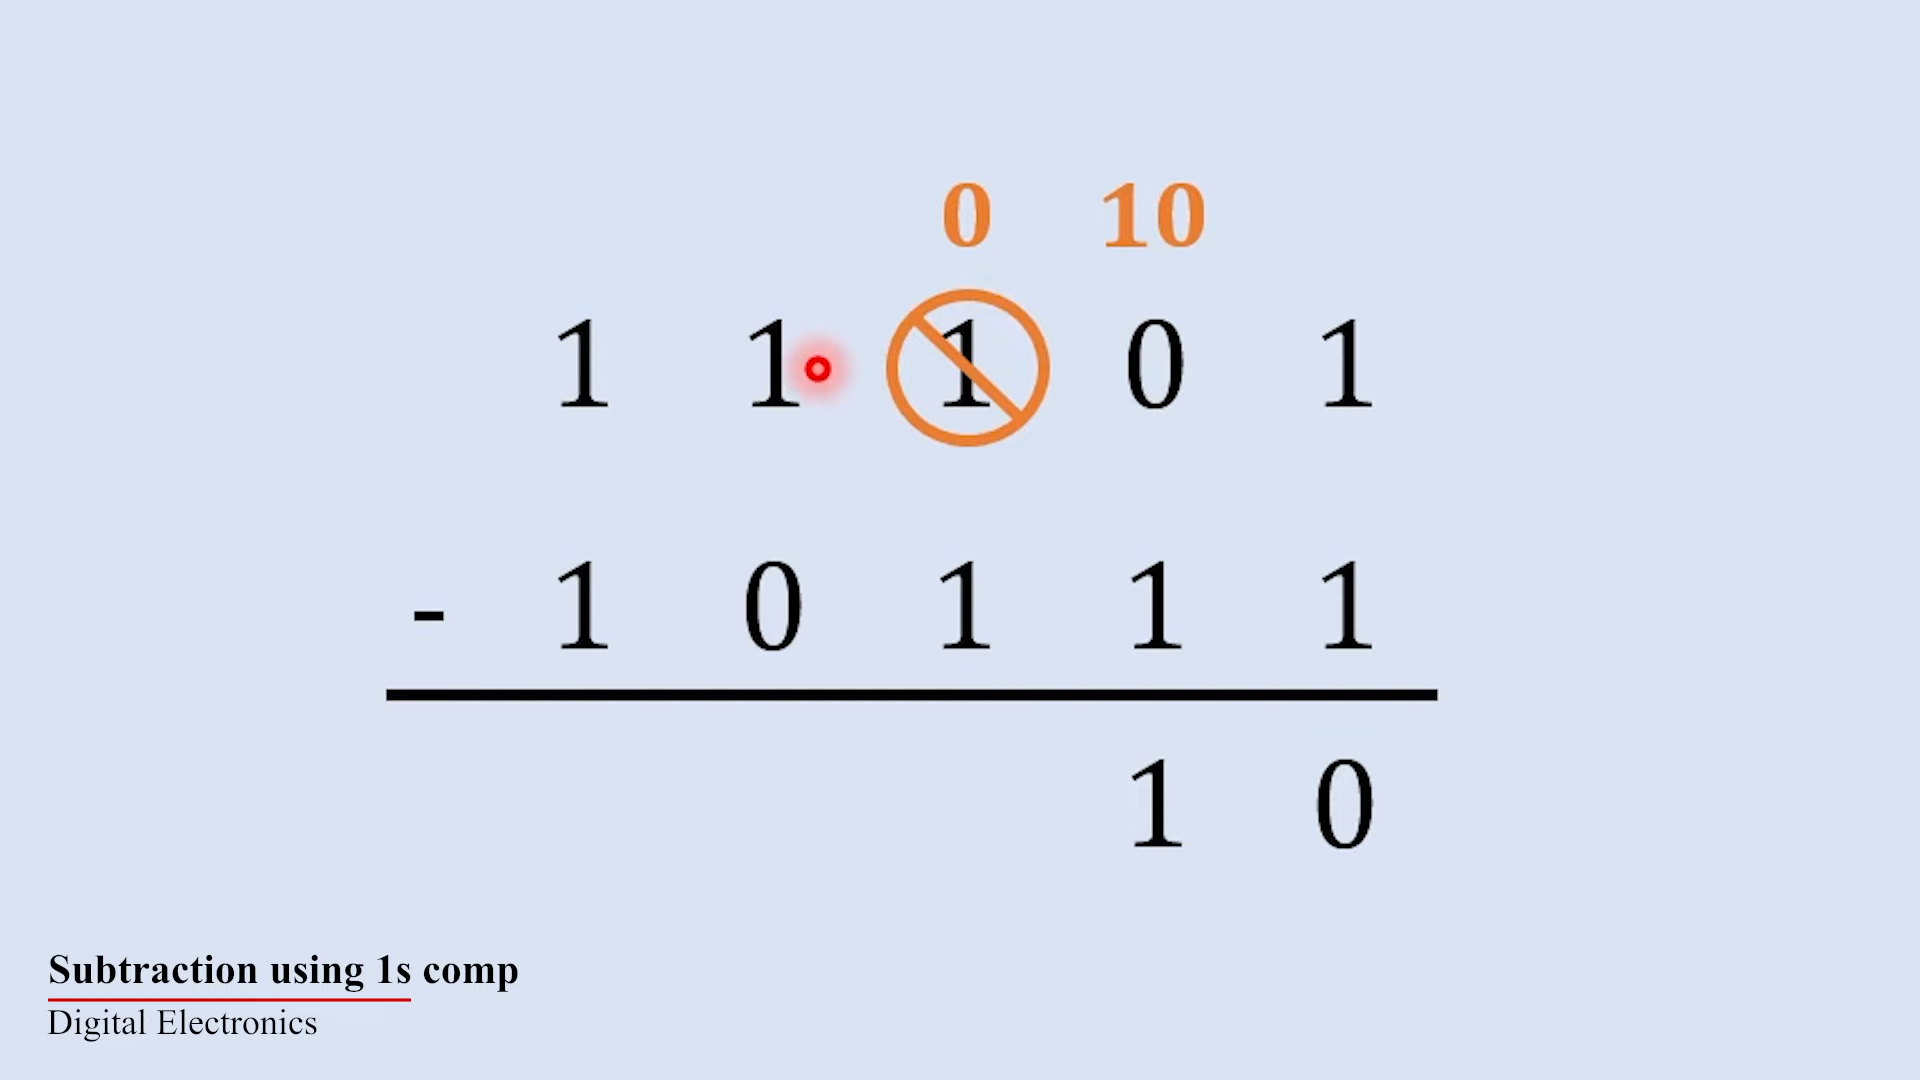 0 10
1 1 1 0 1
- 1 0 1 1 1
1 0
Subtraction using 1s comp
Digital Electronics